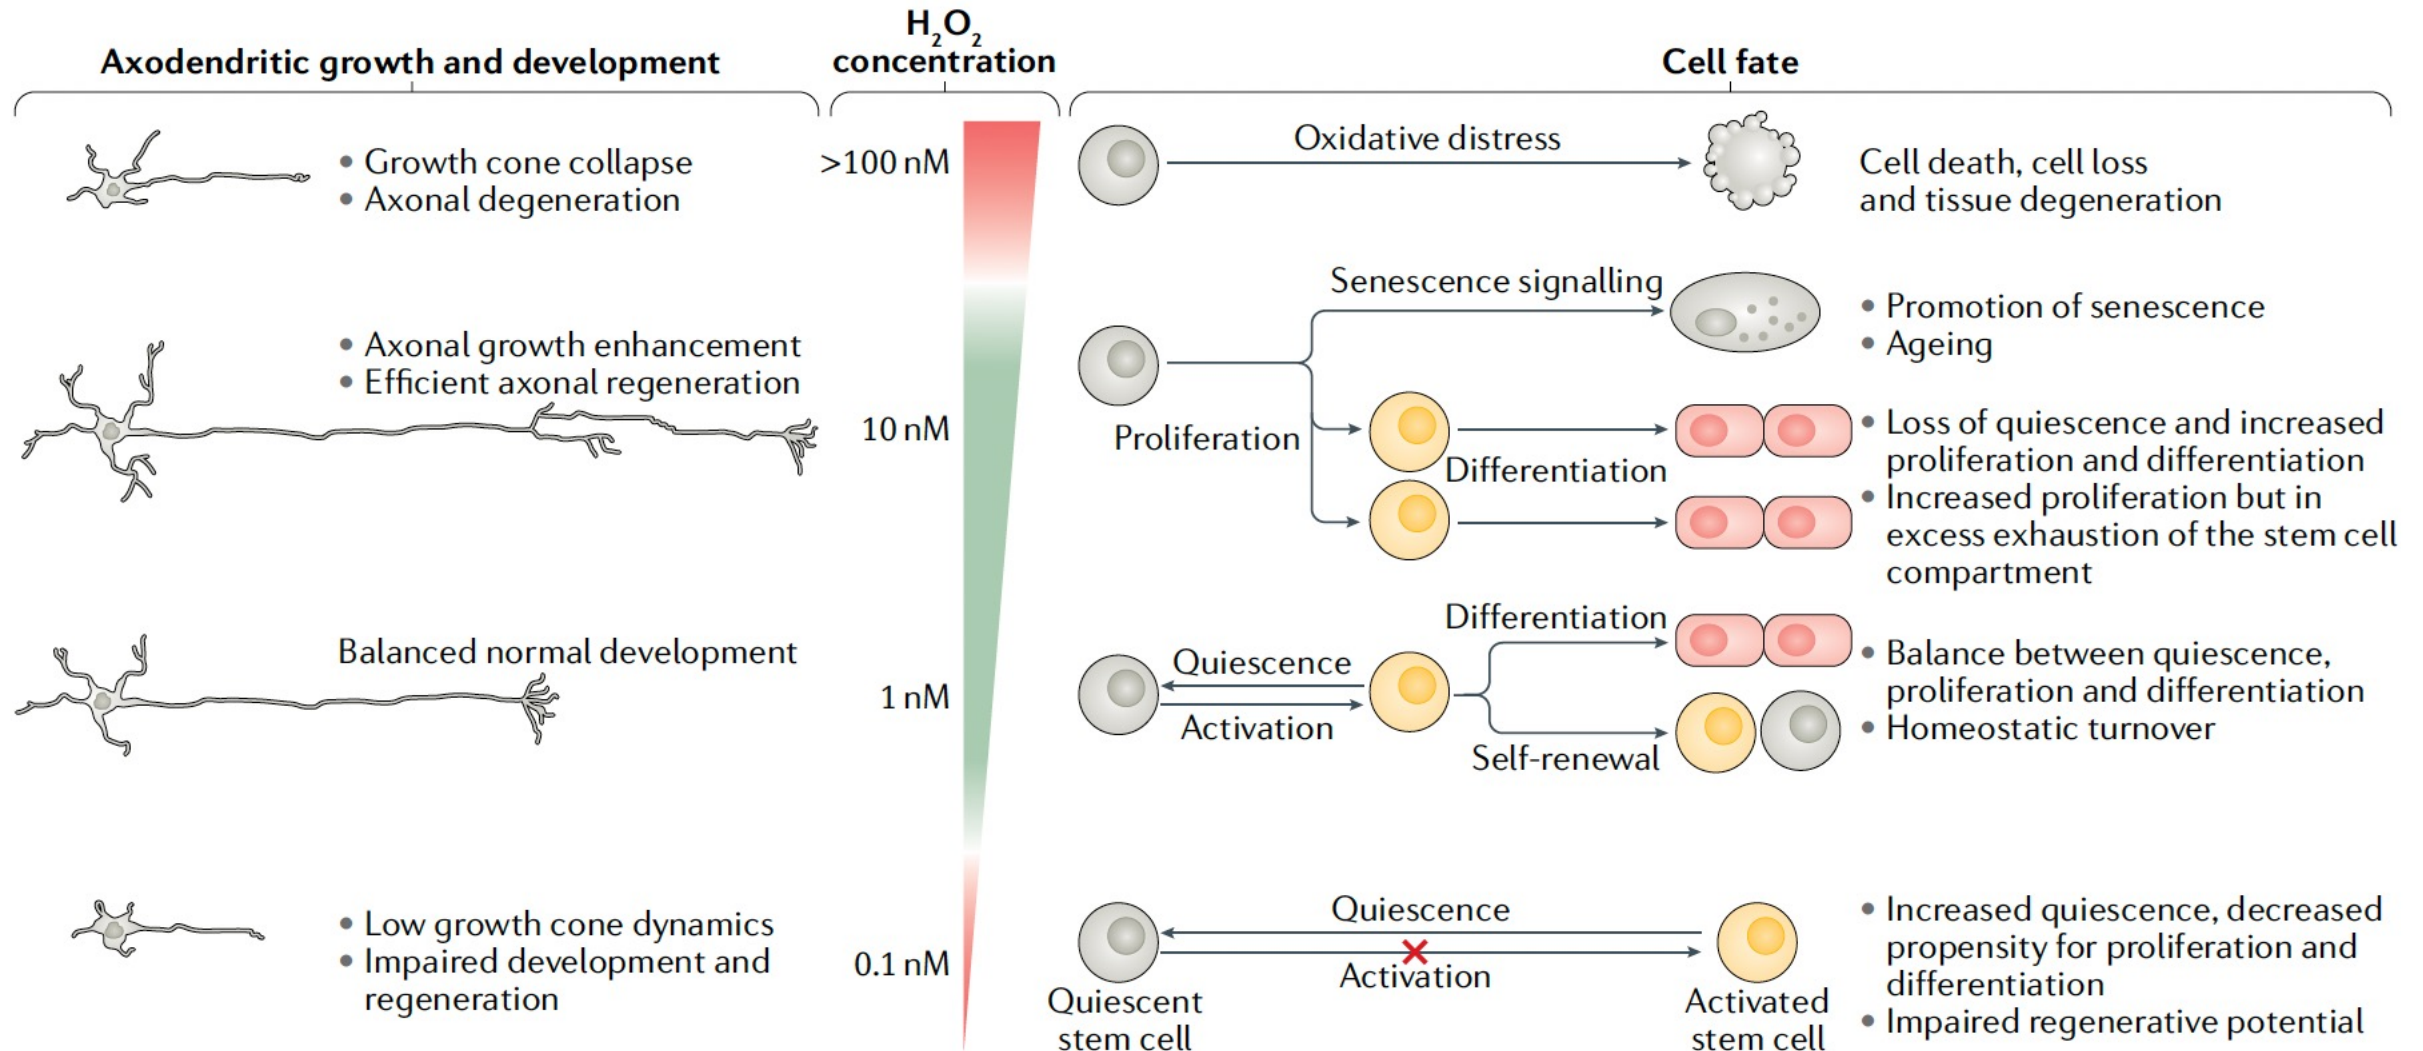 Axodendritic growth and development
H₂O₂
concentration
Cell fate
• Growth cone collapse
• Axonal degeneration
>100 nM
Oxidative distress
Cell death, cell loss
and tissue degeneration
• Axonal growth enhancement
• Efficient axonal regeneration
10 nM
Proliferation
Senescence signalling
Differentiation
• Promotion of senescence
• Ageing
• Loss of quiescence and increased
proliferation and differentiation
• Increased proliferation but in
excess exhaustion of the stem cell
compartment
Balanced normal development
1 nM
Quiescence
Activation
Differentiation
Self-renewal
• Balance between quiescence,
proliferation and differentiation
• Homeostatic turnover
• Low growth cone dynamics
• Impaired development and
regeneration
0.1 nM
Quiescence
Activation
Quiescent
stem cell
Activated
stem cell
• Increased quiescence, decreased
propensity for proliferation and
differentiation
• Impaired regenerative potential